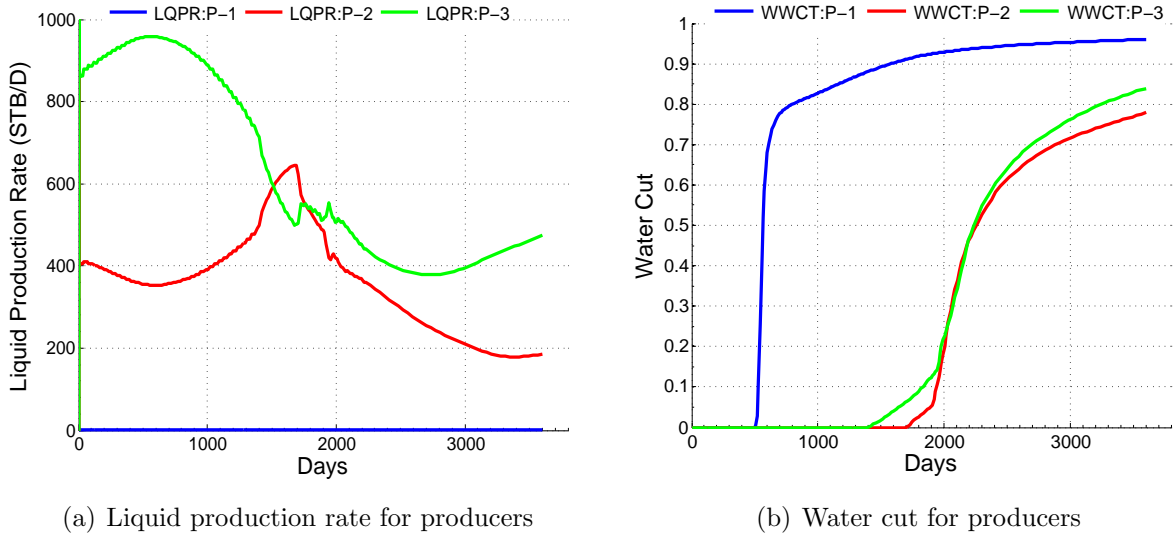 LQPR:P-1 LQPR:P-2 LQPR:P-3
1000
800
600
400
200
0
Liquid Production Rate (STB/D)
0 1000 2000 3000
Days
(a) Liquid production rate for producers
WWCT:P-1 WWCT:P-2 WWCT:P-3
1
0.9
0.8
0.7
0.6
0.5
0.4
0.3
0.2
0.1
0
Water Cut
0 1000 2000 3000
Days
(b) Water cut for producers